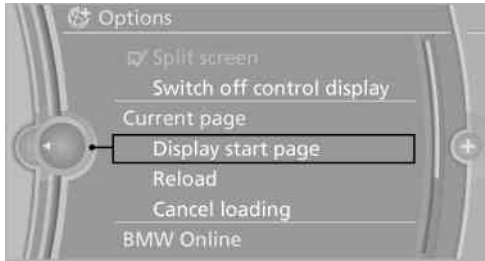 Options
Split screen
Switch off control display
Current page
Display start page
Reload
Cancel loading
BMW Online